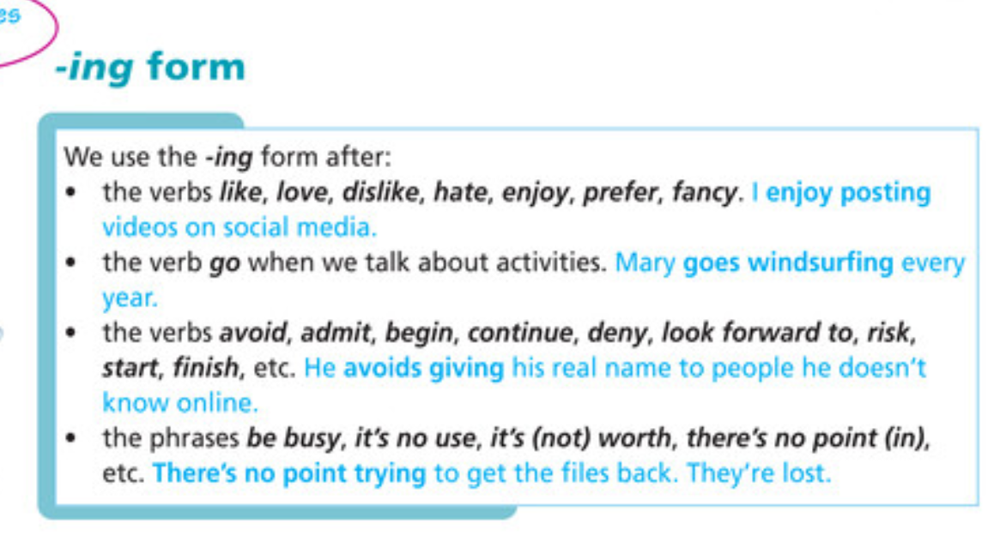 -ing form
We use the -ing form after:
• the verbs like, love, dislike, hate, enjoy, prefer, fancy. I enjoy posting
videos on social media.
• the verb go when we talk about activities. Mary goes windsurfing every
year.
• the verbs avoid, admit, begin, continue, deny, look forward to, risk,
start, finish, etc. He avoids giving his real name to people he doesn't
know online.
• the phrases be busy, it's no use, it's (not) worth, there's no point (in),
etc. There's no point trying to get the files back. They're lost.